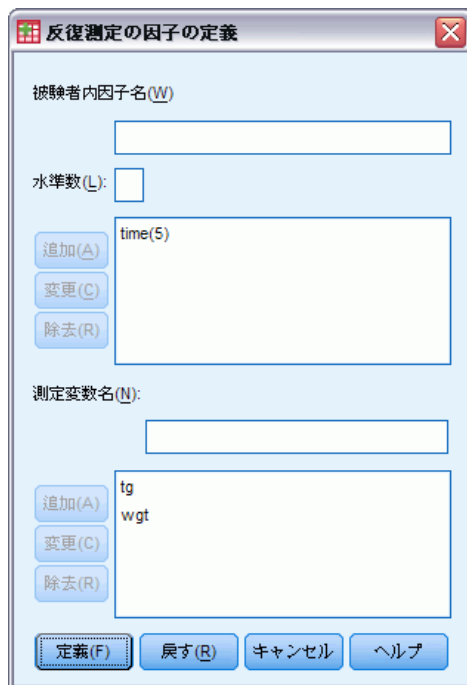 反復測定の因子の定義
被験者内因子名(W)
水準数(L):
追加(A)
変更(C)
除去(R)
time(5)
測定変数名(N):
追加(A)
変更(C)
除去(R)
tg
wgt
定義(F) 戻す(R) キャンセル ヘルプ